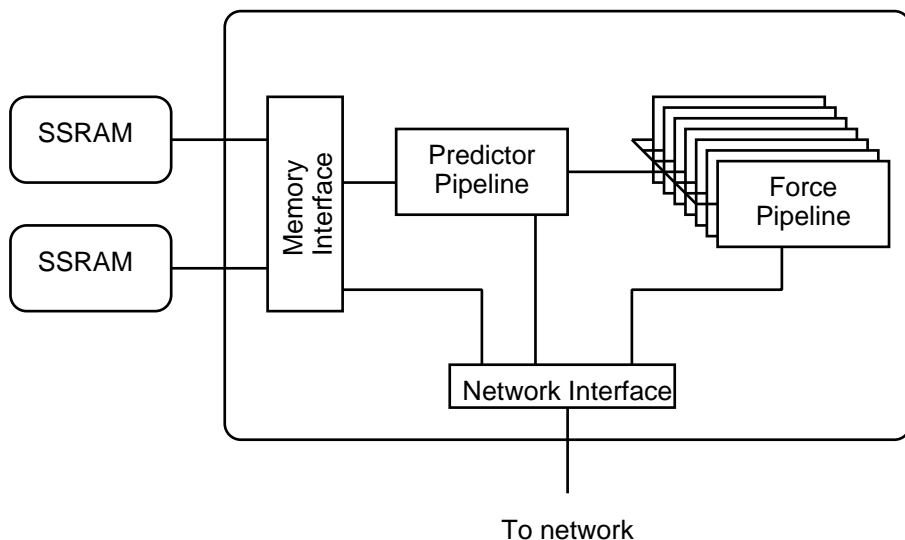 SSRAM
SSRAM
Memory
Interface
Predictor
Pipeline
Force
Pipeline
Network Interface
To network